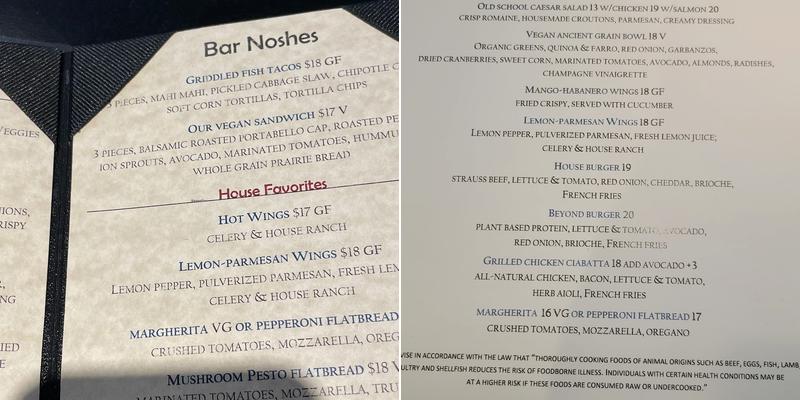 Bar Noshes
GRIDDLED FISH TACOS $18 GF
PIECES, MAHI MAHI, PICKLED CABBAGE SLAW, CHIPOTLE C
SOFT CORN TORTILLAS, TORTILLA CHIPS
OUR VEGAN SANDWICH $17 V
3 PIECES, BALSAMIC ROASTED PORTABELLO CAP, ROASTED PE
ION SPROUTS, AVOCADO, MARINATED TOMATOES, HUMMU
WHOLE GRAIN PRAIRIE BREAD
House Favorites
HOT WINGS $17 GF
CELERY & HOUSE RANCH
LEMON-PARMESAN WINGS $18 GF
LEMON PEPPER, PULVERIZED PARMESAN, FRESH LEM
CELERY & HOUSE RANCH
MARGHERITA VG OR PEPPERONI FLATBREAD
CRUSHED TOMATOES, MOZZARELLA, OREG
MUSHROOM PESTO FLATBREAD $18 V
MARINATED TOMATOES, MOZZARELLA, TRU
VEGGIES
IONS,
RISPY
NG
IED
E
OLD SCHOOL CAESAR SALAD 13 W/CHICKEN 19 W/SALMON 20
CRISP ROMAINE, HOUSEMADE CROUTONS, PARMESAN, CREAMY DRESSING
VEGAN ANCIENT GRAIN BOWL 18 V
ORGANIC GREENS, QUINOA & FARRO, RED ONION, GARBANZOS,
DRIED CRANBERRIES, SWEET CORN, MARINATED TOMATOES, AVOCADO, ALMONDS, RADISHES,
CHAMPAGNE VINAIGRETTE
MANGO-HABANERO WINGS 18 GF
FRIED CRISPY, SERVED WITH CUCUMBER
LEMON-PARMESAN WINGS 18 GF
LEMON PEPPER, PULVERIZED PARMESAN, FRESH LEMON JUICE;
CELERY & HOUSE RANCH
HOUSE BURGER 19
STRAUSS BEEF, LETTUCE & TOMATO, RED ONION, CHEDDAR, BRIOCHE,
FRENCH FRIES
BEYOND BURGER 20
PLANT BASED PROTEIN, LETTUCE & TOMATO, AVOCADO,
RED ONION, BRIOCHE, FRENCH FRIES
GRILLED CHICKEN CIABATTA 18 ADD AVOCADO +3
ALL-NATURAL CHICKEN, BACON, LETTUCE & TOMATO,
HERB AIOLI, FRENCH FRIES
MARGHERITA 16 VG OR PEPPERONI FLATBREAD 17
CRUSHED TOMATOES, MOZZARELLA, OREGANO
VISE IN ACCORDANCE WITH THE LAW THAT "THOROUGHLY COOKING FOODS OF ANIMAL ORIGINS SUCH AS BEEF, EGGS, FISH, LAMB,
ULTRY AND SHELLFISH REDUCES THE RISK OF FOODBORNE ILLNESS. INDIVIDUALS WITH CERTAIN HEALTH CONDITIONS MAY BE
AT A HIGHER RISK IF THESE FOODS ARE CONSUMED RAW OR UNDERCOOKED."